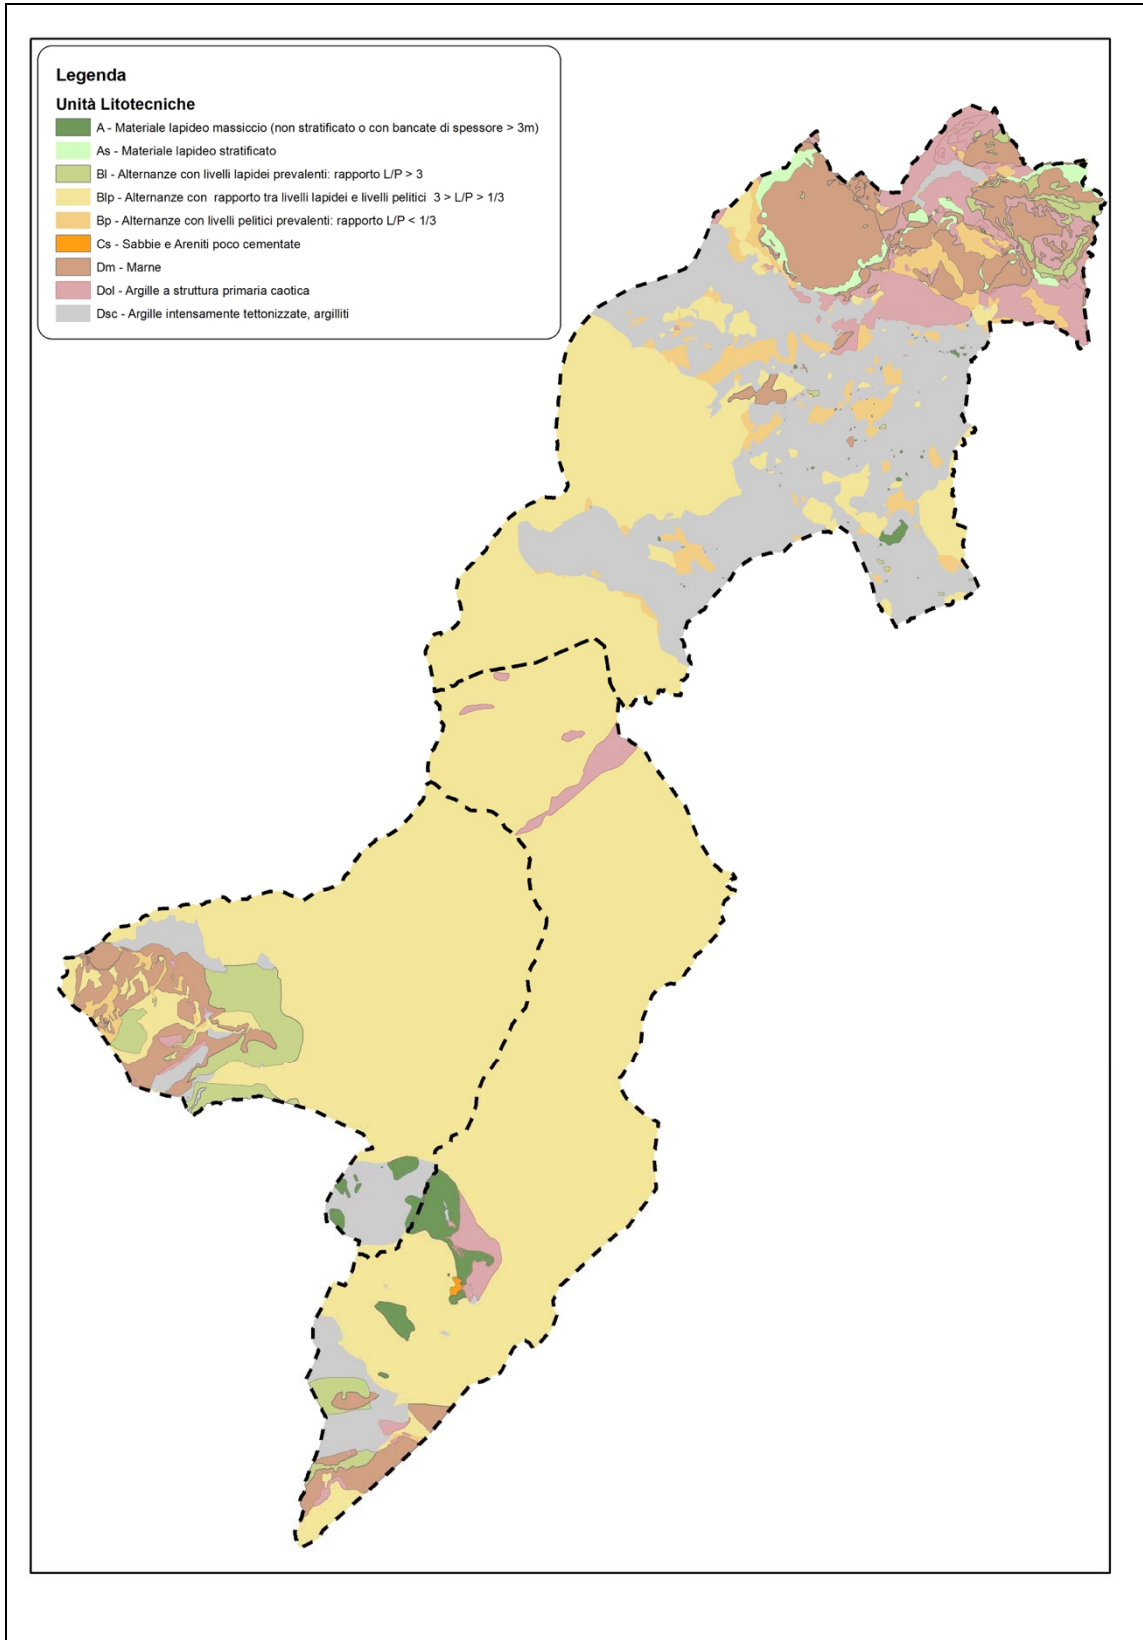 Legenda
Unità Litotecniche
A - Materiale lapideo massiccio (non stratificato o con bancate di spessore > 3m)
As - Materiale lapideo stratificato
Bl - Alternanze con livelli lapidei prevalenti: rapporto L/P > 3
Blp - Alternanze con rapporto tra livelli lapidei e livelli pelitici 3 > L/P > 1/3
Bp - Alternanze con livelli pelitici prevalenti: rapporto L/P < 1/3
Cs - Sabbie e Areniti poco cementate
Dm - Marne
Dol - Argille a struttura primaria caotica
Dsc - Argille intensamente tettonizzate, argilliti